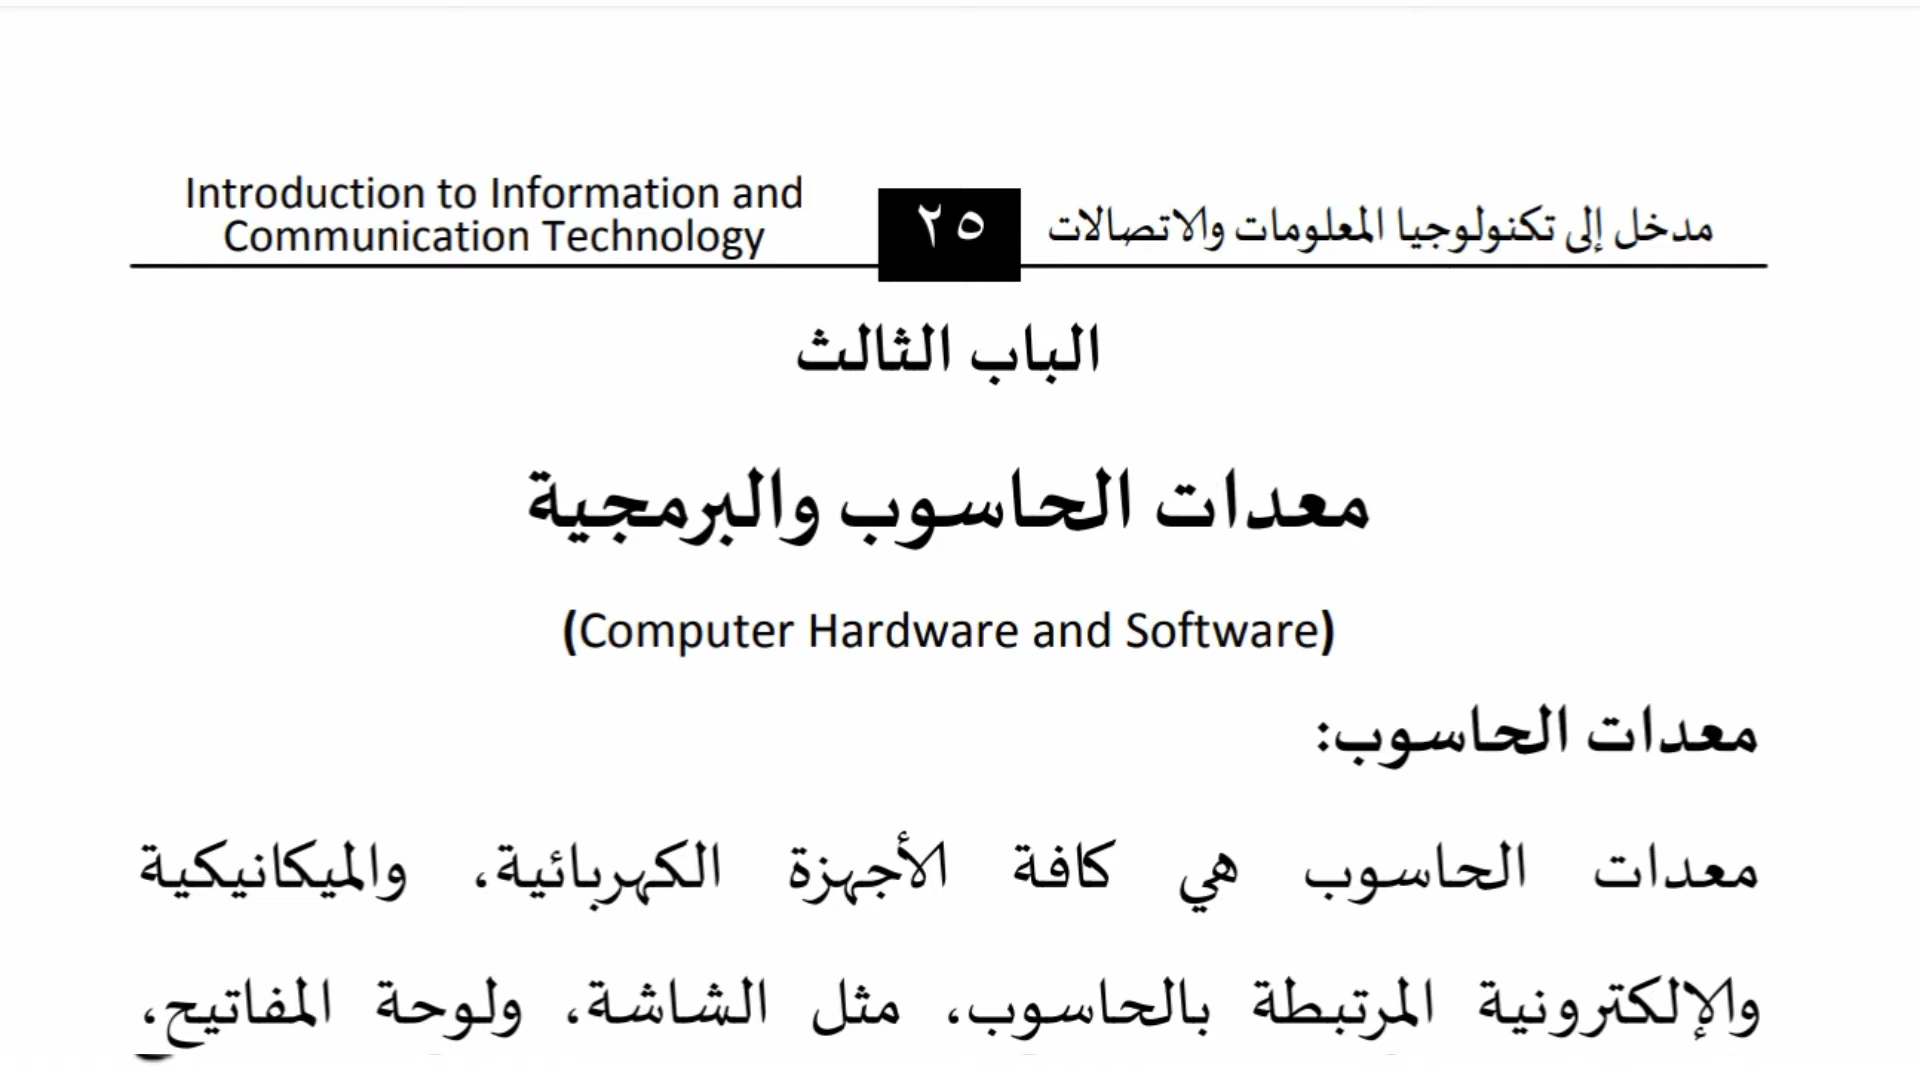 Introduction to Information and
Communication Technology
٢٥
مدخل إلى تكنولوجيا المعلومات والاتصالات
الباب الثالث
معدات الحاسوب والبرمجية
(Computer Hardware and Software)
معدات الحاسوب:
معدات الحاسوب هي كافة الأجهزة الكهربائية، والميكانيكية
والإلكترونية المرتبطة بالحاسوب، مثل الشاشة، ولوحة المفاتيح،